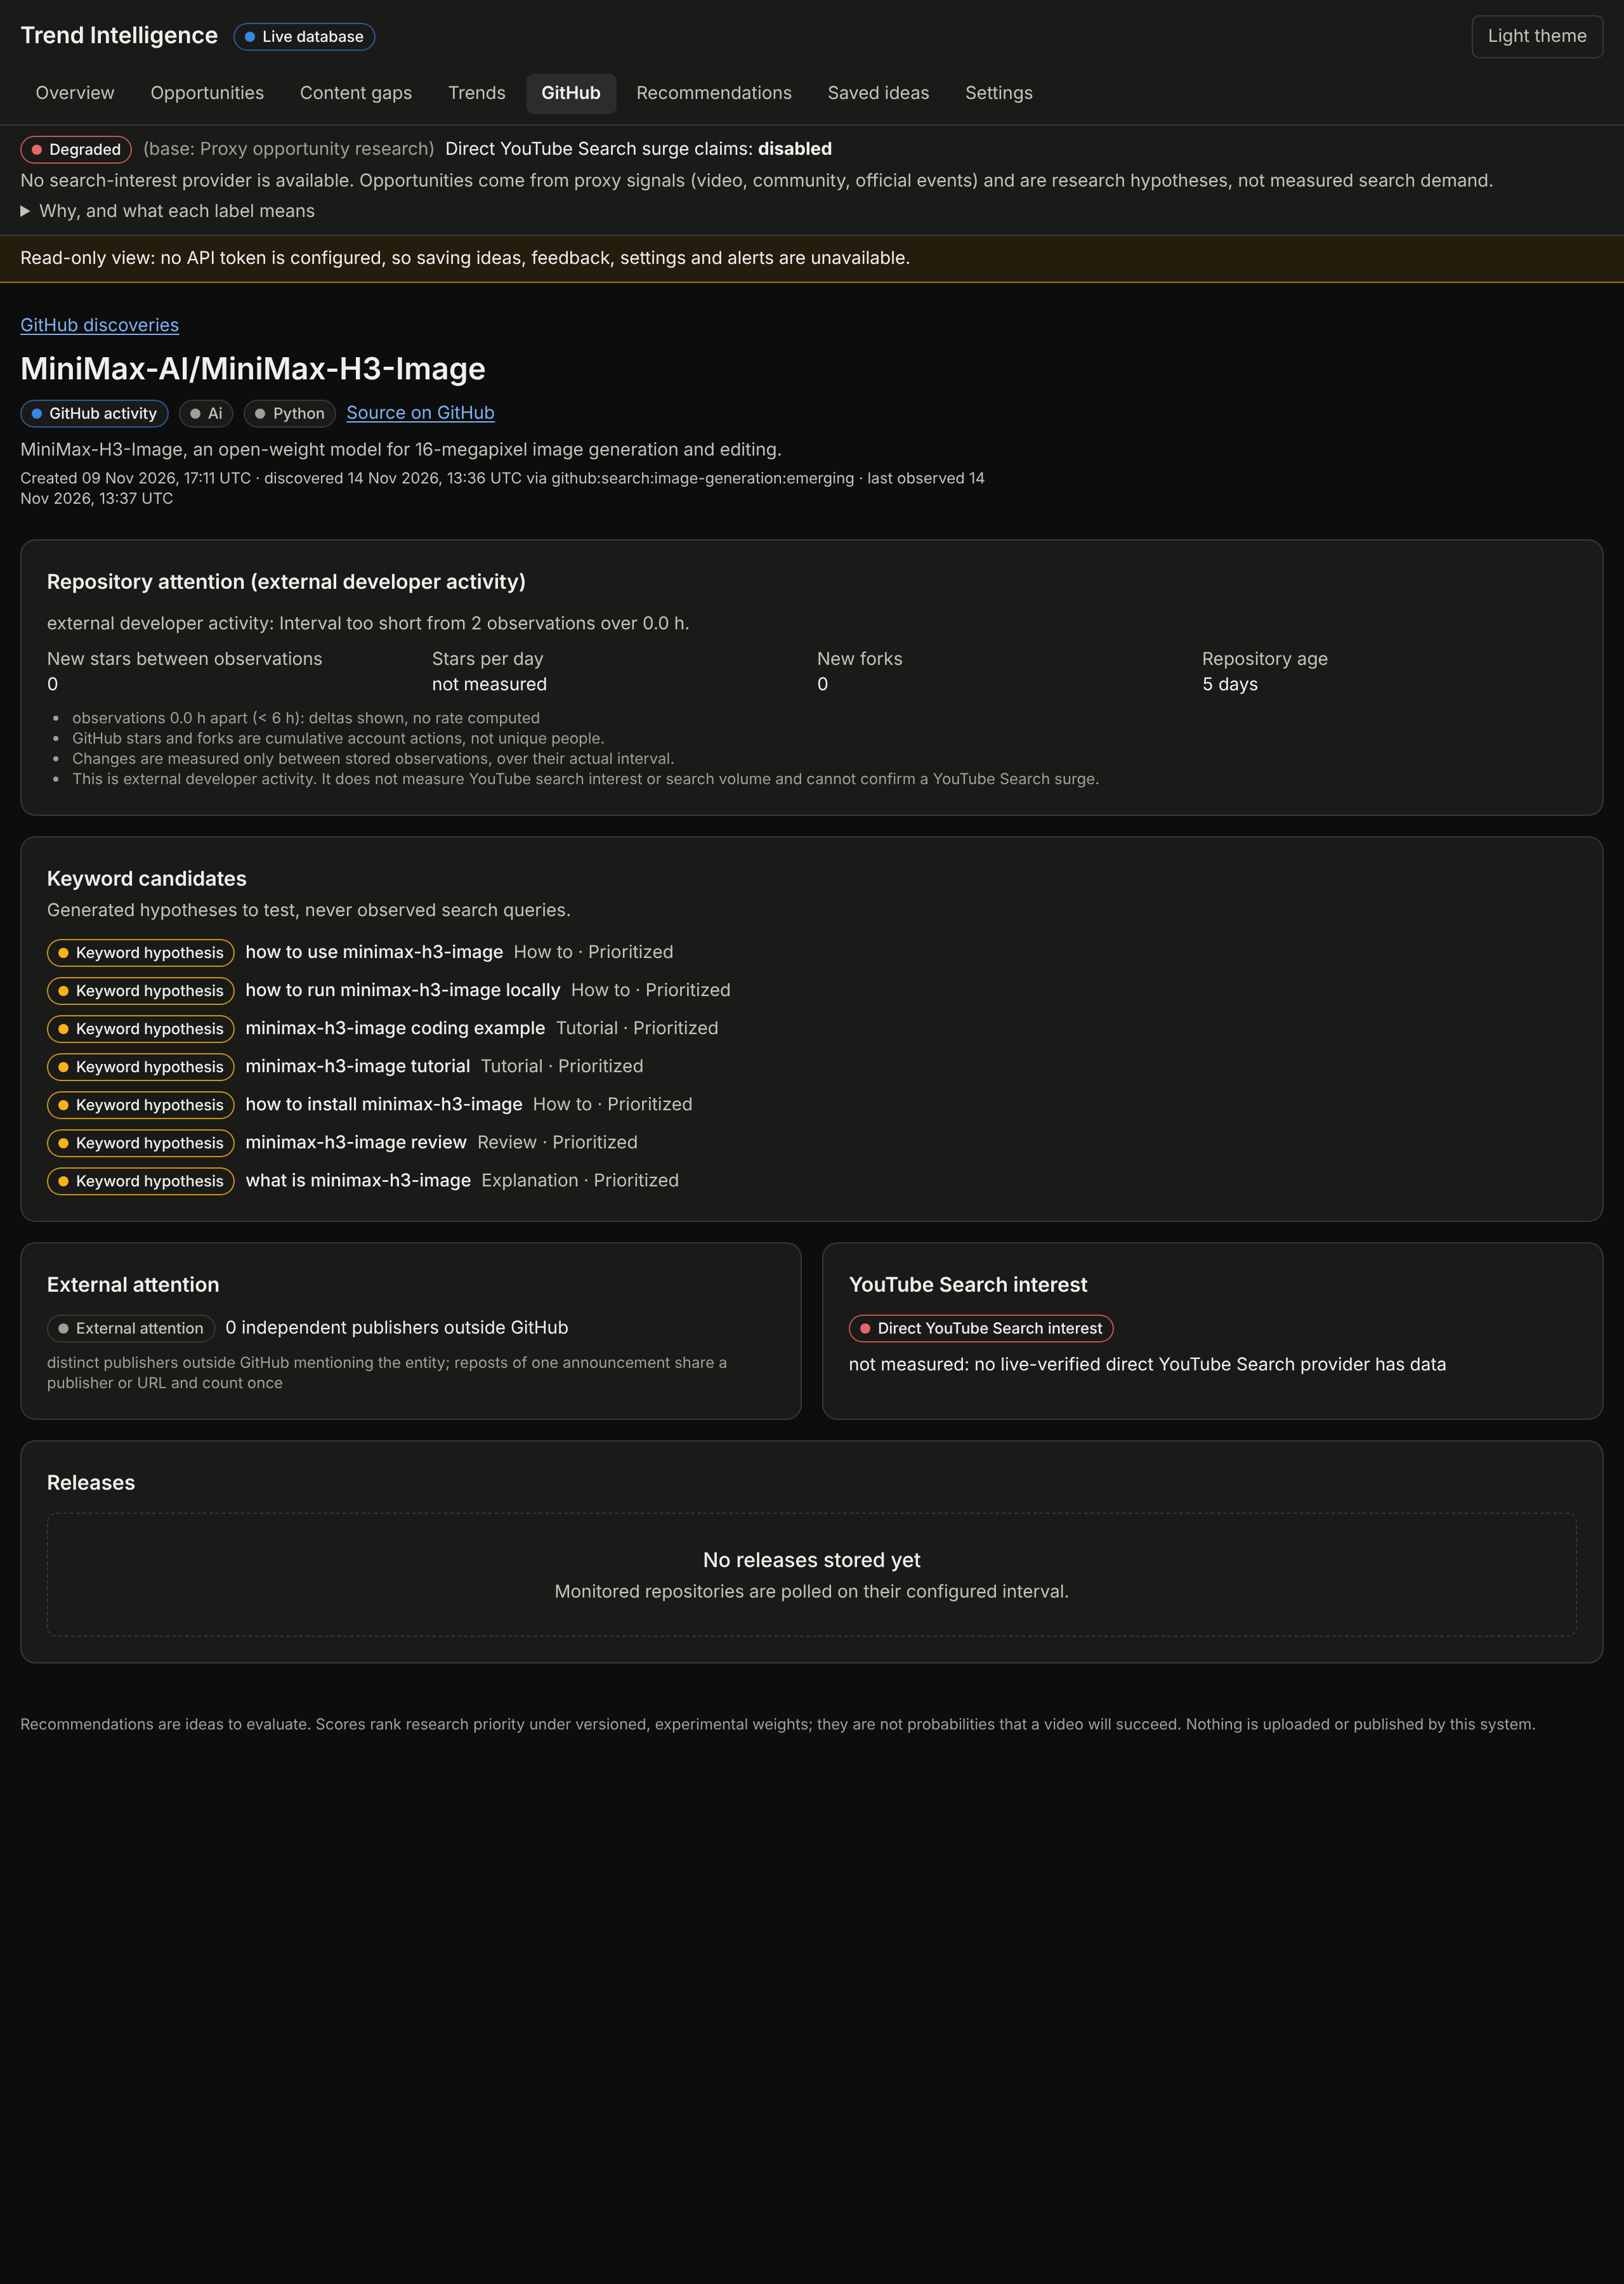 Trend Intelligence Live database Light theme
Overview Opportunities Content gaps Trends GitHub Recommendations Saved ideas Settings
Degraded (base: Proxy opportunity research) Direct YouTube Search surge claims: disabled
No search-interest provider is available. Opportunities come from proxy signals (video, community, official events) and are research hypotheses, not measured search demand.
Why, and what each label means
Read-only view: no API token is configured, so saving ideas, feedback, settings and alerts are unavailable.
GitHub discoveries
MiniMax-AI/MiniMax-H3-Image
GitHub activity Ai Python Source on GitHub
MiniMax-H3-Image, an open-weight model for 16-megapixel image generation and editing.
Created 09 Nov 2026, 17:11 UTC · discovered 14 Nov 2026, 13:36 UTC via github:search:image-generation:emerging · last observed 14
Nov 2026, 13:37 UTC
Repository attention (external developer activity)
external developer activity: Interval too short from 2 observations over 0.0 h.
New stars between observations Stars per day New forks Repository age
0 not measured 0 5 days
• observations 0.0 h apart (< 6 h): deltas shown, no rate computed
• GitHub stars and forks are cumulative account actions, not unique people.
• Changes are measured only between stored observations, over their actual interval.
• This is external developer activity. It does not measure YouTube search interest or search volume and cannot confirm a YouTube Search surge.
Keyword candidates
Generated hypotheses to test, never observed search queries.
Keyword hypothesis how to use minimax-h3-image How to · Prioritized
Keyword hypothesis how to run minimax-h3-image locally How to · Prioritized
Keyword hypothesis minimax-h3-image coding example Tutorial · Prioritized
Keyword hypothesis minimax-h3-image tutorial Tutorial · Prioritized
Keyword hypothesis how to install minimax-h3-image How to · Prioritized
Keyword hypothesis minimax-h3-image review Review · Prioritized
Keyword hypothesis what is minimax-h3-image Explanation · Prioritized
External attention
External attention 0 independent publishers outside GitHub
distinct publishers outside GitHub mentioning the entity; reposts of one announcement share a
publisher or URL and count once
YouTube Search interest
Direct YouTube Search interest
not measured: no live-verified direct YouTube Search provider has data
Releases
No releases stored yet
Monitored repositories are polled on their configured interval.
Recommendations are ideas to evaluate. Scores rank research priority under versioned, experimental weights; they are not probabilities that a video will succeed. Nothing is uploaded or published by this system.